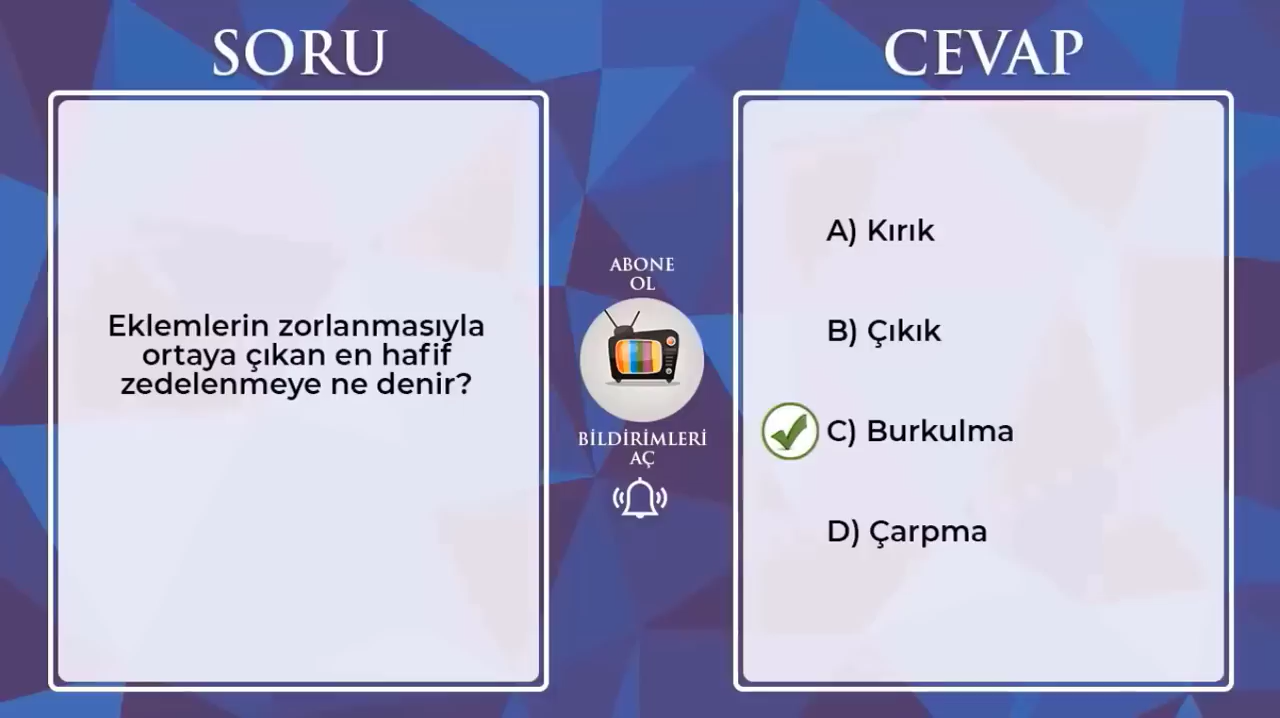 SORU
Eklemlerin zorlanmasıyla
ortaya çıkan en hafif
zedelenmeye ne denir?
ABONE
OL
BİLDİRİMLERİ
AÇ
CEVAP
A) Kırık
B) Çıkık
C) Burkulma
D) Çarpma